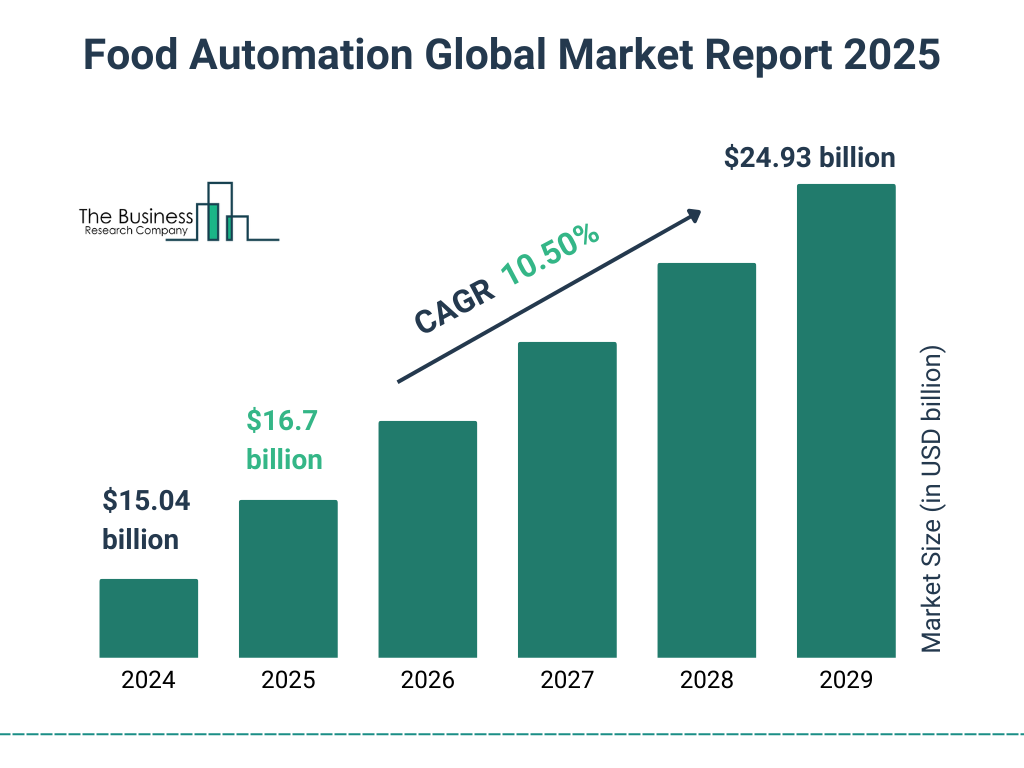 Food Automation Global Market Report 2025
$24.93 billion
The Business
Research Company
CAGR 10.50%
$16.7
billion
$15.04
billion
Market Size (in USD billion)
2024
2025
2026
2027
2028
2029